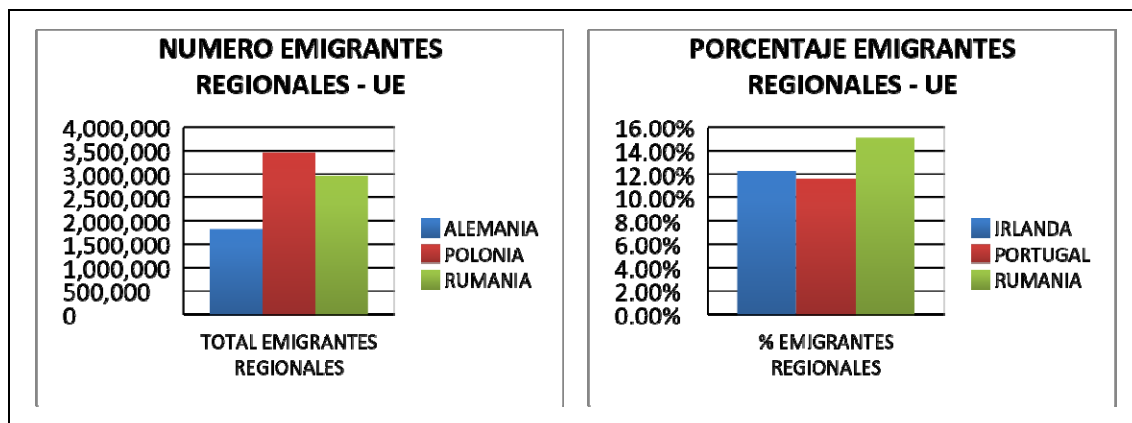 NUMERO EMIGRANTES
REGIONALES - UE
4,000,000
3,500,000
3,000,000
2,500,000
2,000,000
1,500,000
1,000,000
500,000
0
ALEMANIA
POLONIA
RUMANIA
TOTAL EMIGRANTES
REGIONALES
PORCENTAJE EMIGRANTES
REGIONALES - UE
16.00%
14.00%
12.00%
10.00%
8.00%
6.00%
4.00%
2.00%
0.00%
IRLANDA
PORTUGAL
RUMANIA
% EMIGRANTES
REGIONALES